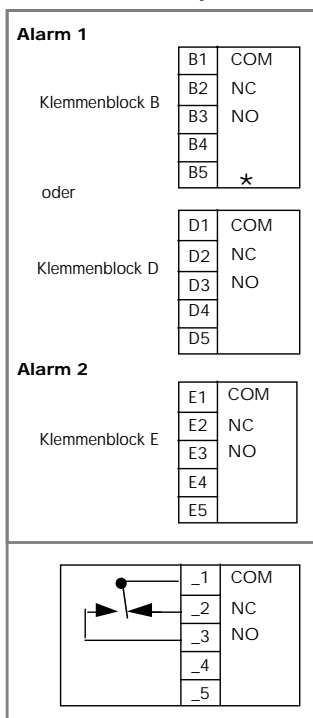 Alarm 1
B1 COM
B2 NC
Klemmenblock B
B3 NO
B4
B5 *
oder
D1 COM
D2 NC
Klemmenblock D
D3 NO
D4
D5
Alarm 2
E1 COM
E2 NC
Klemmenblock E
E3 NO
E4
E5
_1 COM
_2 NC
_3 NO
_4
_5